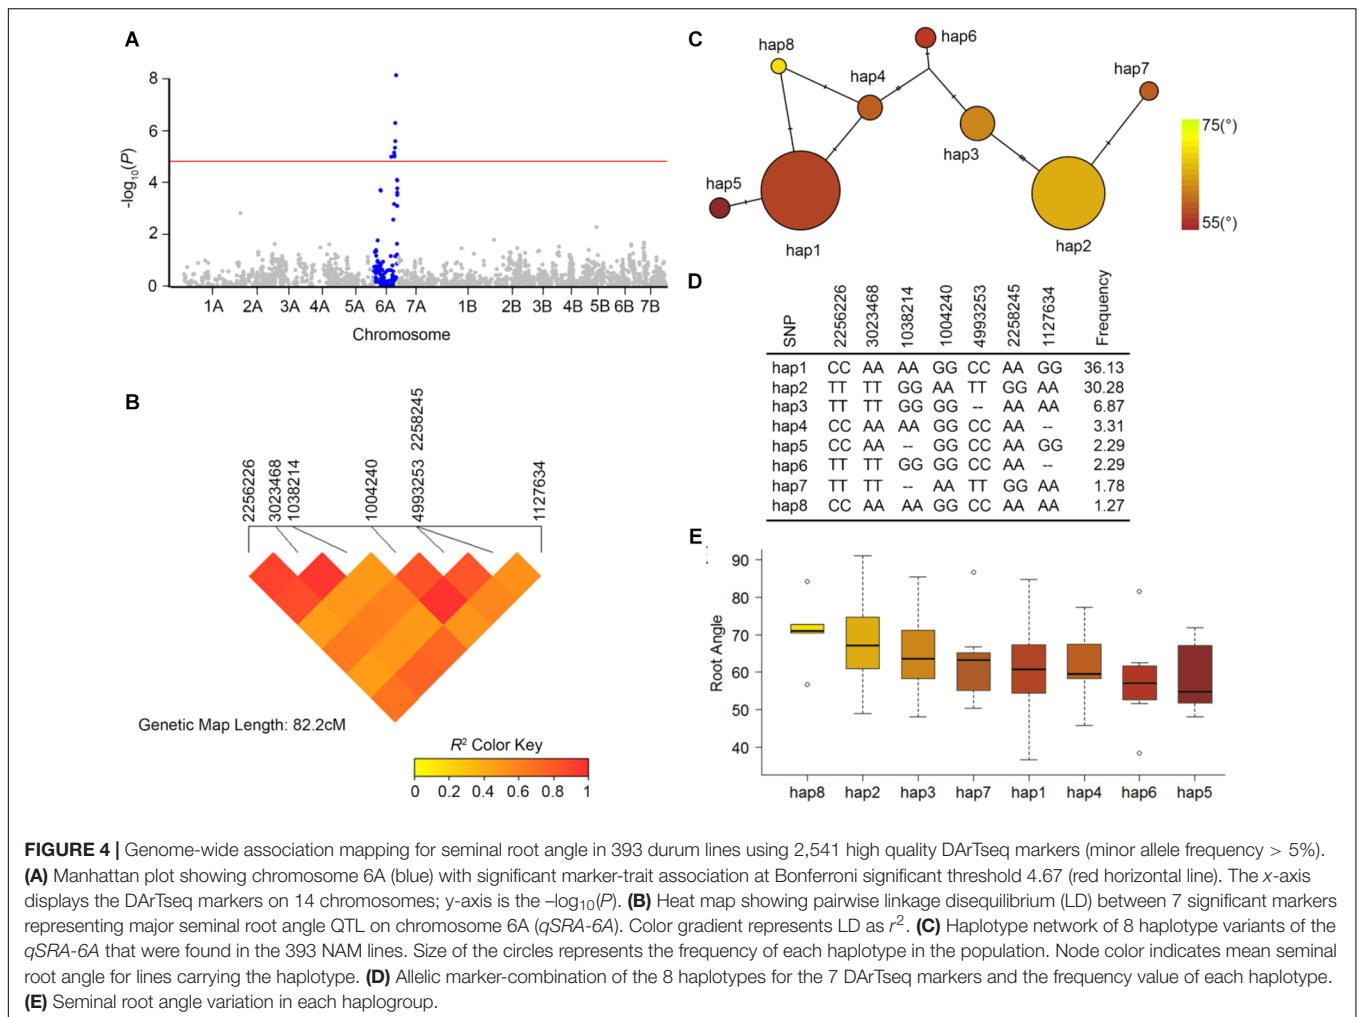 A
8
6
4
2
0
-log10(P)
1A 2A 3A 4A 5A 6A 7A 1B 2B 3B 4B 5B 6B 7B
Chromosome
B
2256226
3023468
1038214
1004240
4993253
2258245
1127634
Genetic Map Length: 82.2cM
R2 Color Key
0 0.2 0.4 0.6 0.8 1
C
hap8
hap6
hap4
hap7
hap3
hap5
hap1
hap2
75(°)
55(°)
D
SNP 2256226 3023468 1038214 1004240 4993253 2258245 1127634 Frequency
hap1 CC AA AA GG CC AA GG 36.13
hap2 TT TT GG AA TT GG AA 30.28
hap3 TT TT GG GG -- AA AA 6.87
hap4 CC AA AA GG CC AA -- 3.31
hap5 CC AA -- GG CC AA GG 2.29
hap6 TT TT GG GG CC AA -- 2.29
hap7 TT TT -- AA TT GG AA 1.78
hap8 CC AA AA GG CC AA AA 1.27
E
90
80
70
60
50
40
Root Angle
hap8 hap2 hap3 hap7 hap1 hap4 hap6 hap5
FIGURE 4 | Genome-wide association mapping for seminal root angle in 393 durum lines using 2,541 high quality DArTseq markers (minor allele frequency > 5%).
(A) Manhattan plot showing chromosome 6A (blue) with significant marker-trait association at Bonferroni significant threshold 4.67 (red horizontal line). The x-axis
displays the DArTseq markers on 14 chromosomes; y-axis is the –log10(P). (B) Heat map showing pairwise linkage disequilibrium (LD) between 7 significant markers
representing major seminal root angle QTL on chromosome 6A (qSRA-6A). Color gradient represents LD as r2. (C) Haplotype network of 8 haplotype variants of the
qSRA-6A that were found in the 393 NAM lines. Size of the circles represents the frequency of each haplotype in the population. Node color indicates mean seminal
root angle for lines carrying the haplotype. (D) Allelic marker-combination of the 8 haplotypes for the 7 DArTseq markers and the frequency value of each haplotype.
(E) Seminal root angle variation in each haplogroup.